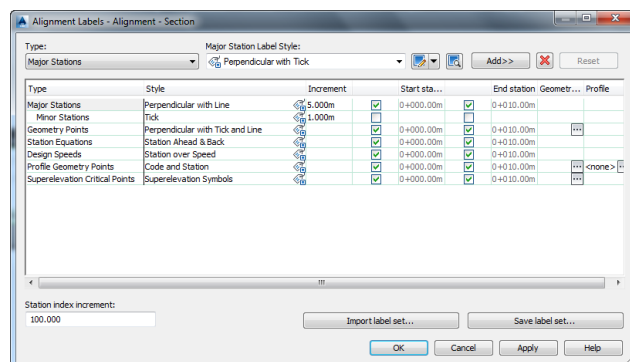 Alignment Labels - Alignment - Section
Type: Major Station Label Style:
Major Stations Perpendicular with Tick Add>> Reset
Type Style Increment Start sta... End station Geometr... Profile
Major Stations Perpendicular with Line 5.000m 0+000.00m 0+010.00m
Minor Stations Tick 1.000m 0+000.00m 0+010.00m
Geometry Points Perpendicular with Tick and Line 0+000.00m 0+010.00m ...
Station Equations Station Ahead & Back 0+000.00m 0+010.00m
Design Speeds Station over Speed 0+000.00m 0+010.00m
Profile Geometry Points Code and Station 0+000.00m 0+010.00m ... <none>
Superelevation Critical Points Superelevation Symbols 0+000.00m 0+010.00m ...
Station index increment:
100.000 Import label set... Save label set...
OK Cancel Apply Help